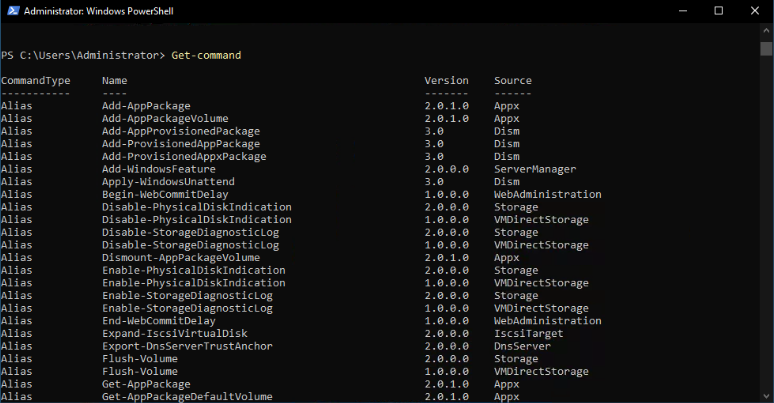 Administrator: Windows PowerShell
PS C:\Users\Administrator> Get-command
CommandType Name Version Source
----------- ---- ------- ------
Alias Add-AppPackage 2.0.1.0 Appx
Alias Add-AppPackageVolume 2.0.1.0 Appx
Alias Add-AppProvisionedPackage 3.0 Dism
Alias Add-ProvisionedAppPackage 3.0 Dism
Alias Add-ProvisionedAppxPackage 3.0 Dism
Alias Add-WindowsFeature 2.0.0.0 ServerManager
Alias Apply-WindowsUnattend 3.0 Dism
Alias Begin-WebCommitDelay 1.0.0.0 WebAdministration
Alias Disable-PhysicalDiskIndication 2.0.0.0 Storage
Alias Disable-PhysicalDiskIndication 1.0.0.0 VMDirectStorage
Alias Disable-StorageDiagnosticLog 2.0.0.0 Storage
Alias Disable-StorageDiagnosticLog 1.0.0.0 VMDirectStorage
Alias Dismount-AppPackageVolume 2.0.1.0 Appx
Alias Enable-PhysicalDiskIndication 2.0.0.0 Storage
Alias Enable-PhysicalDiskIndication 1.0.0.0 VMDirectStorage
Alias Enable-StorageDiagnosticLog 2.0.0.0 Storage
Alias Enable-StorageDiagnosticLog 1.0.0.0 VMDirectStorage
Alias End-WebCommitDelay 1.0.0.0 WebAdministration
Alias Expand-IscsiVirtualDisk 2.0.0.0 IscsiTarget
Alias Export-DnsServerTrustAnchor 2.0.0.0 DnsServer
Alias Flush-Volume 2.0.0.0 Storage
Alias Flush-Volume 1.0.0.0 VMDirectStorage
Alias Get-AppPackage 2.0.1.0 Appx
Alias Get-AppPackageDefaultVolume 2.0.1.0 Appx